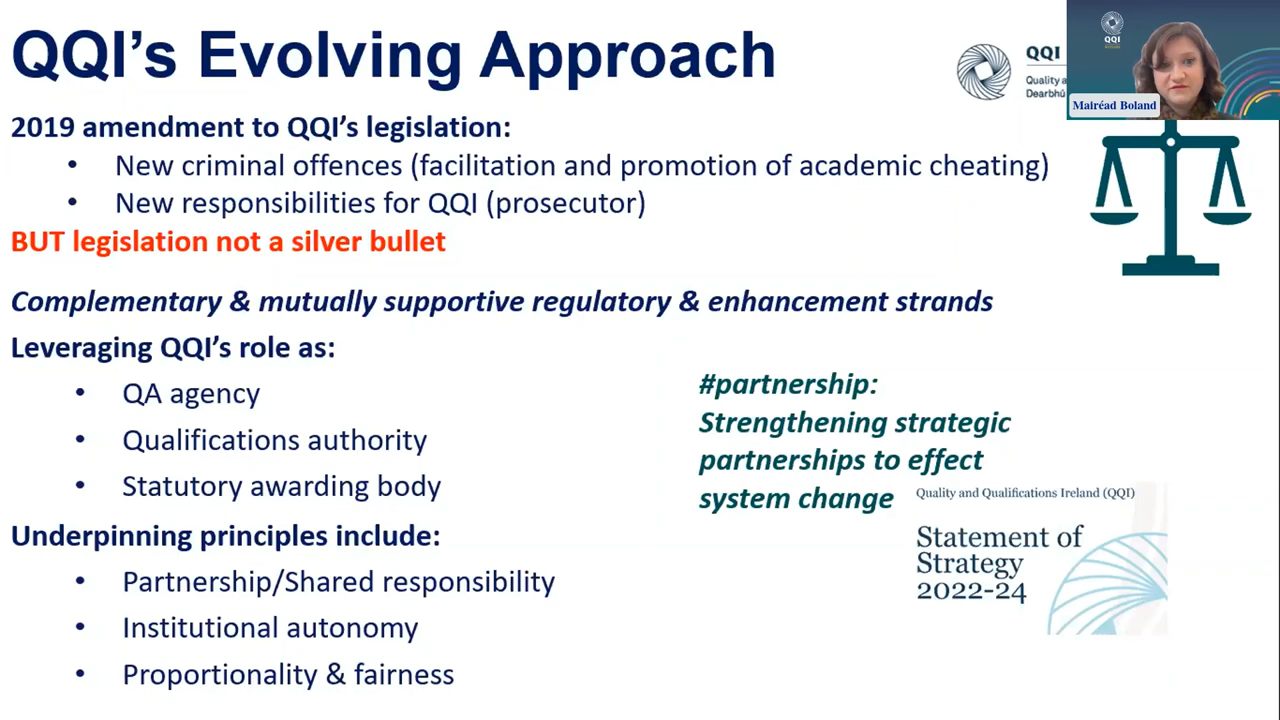 QQI’s Evolving Approach
QQI
Quality a
Dearbhú
QQI
Mairéad Boland
2019 amendment to QQI’s legislation:
• New criminal offences (facilitation and promotion of academic cheating)
• New responsibilities for QQI (prosecutor)
BUT legislation not a silver bullet
Complementary & mutually supportive regulatory & enhancement strands
Leveraging QQI’s role as:
• QA agency
• Qualifications authority
• Statutory awarding body
#partnership:
Strengthening strategic
partnerships to effect
system change
Quality and Qualifications Ireland (QQI)
Statement of
Strategy
2022-24
Underpinning principles include:
• Partnership/Shared responsibility
• Institutional autonomy
• Proportionality & fairness